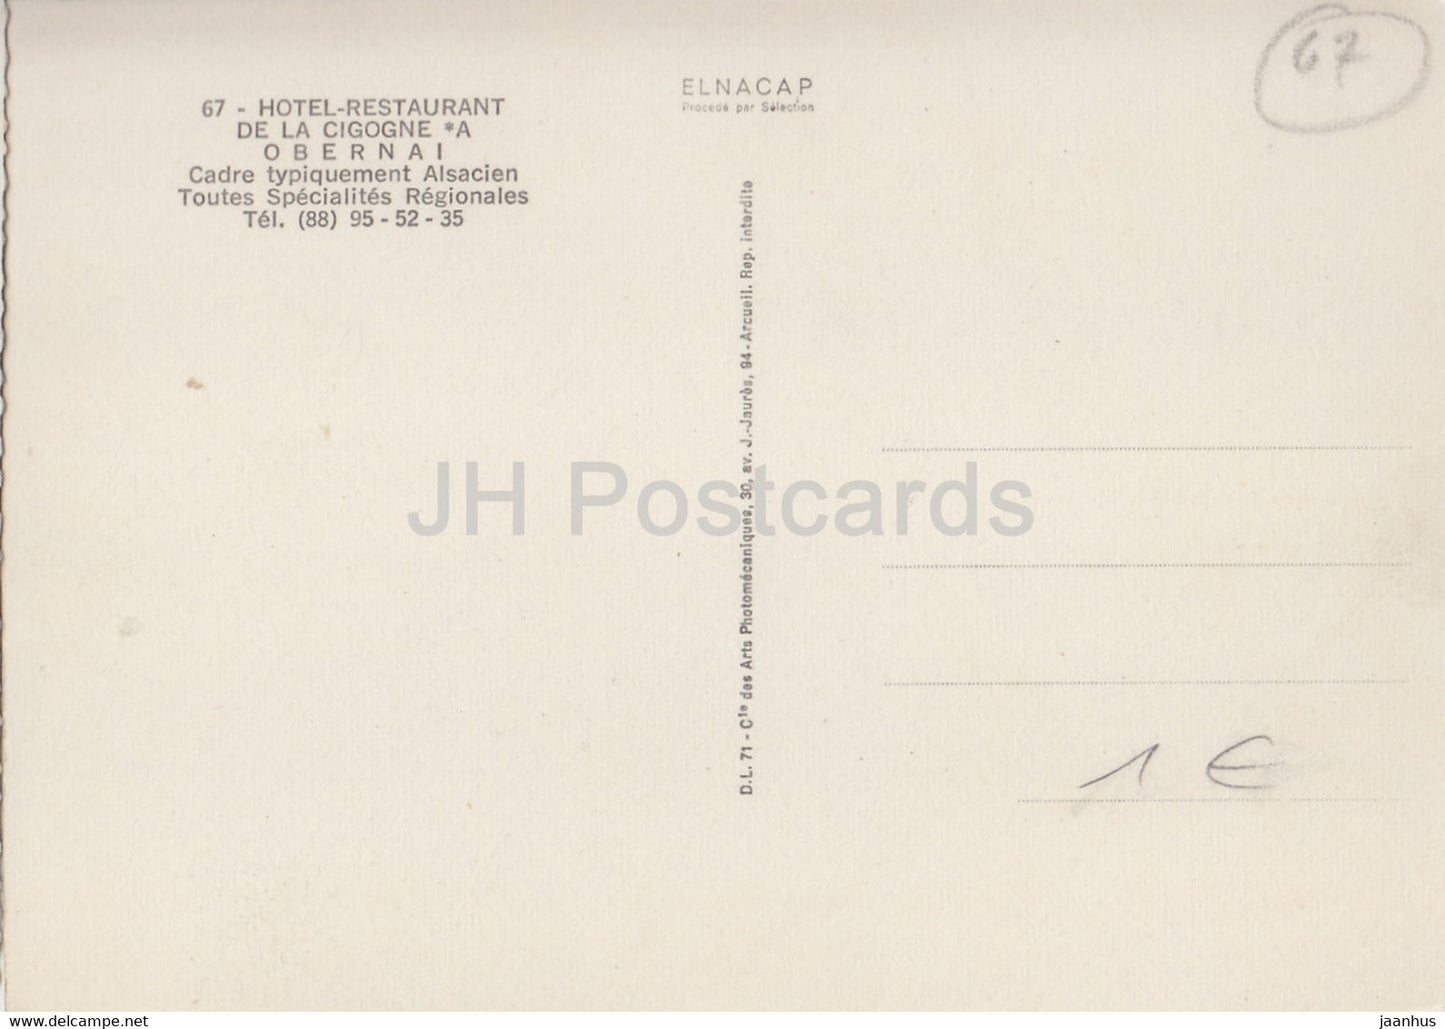 67
ELNACAP
Procédé par Sélection
67 - HOTEL-RESTAURANT
DE LA CIGOGNE *A
OBERNAI
Cadre typiquement Alsacien
Toutes Spécialités Régionales
Tél. (88) 95 - 52 - 35
D.L. 71 - Cie des Arts Photomécaniques, 30, av. J.-Jaurès, 94 - Arcueil. Rep. interdite
JH Postcards
1 €
www.delcampe.net
jaanhus